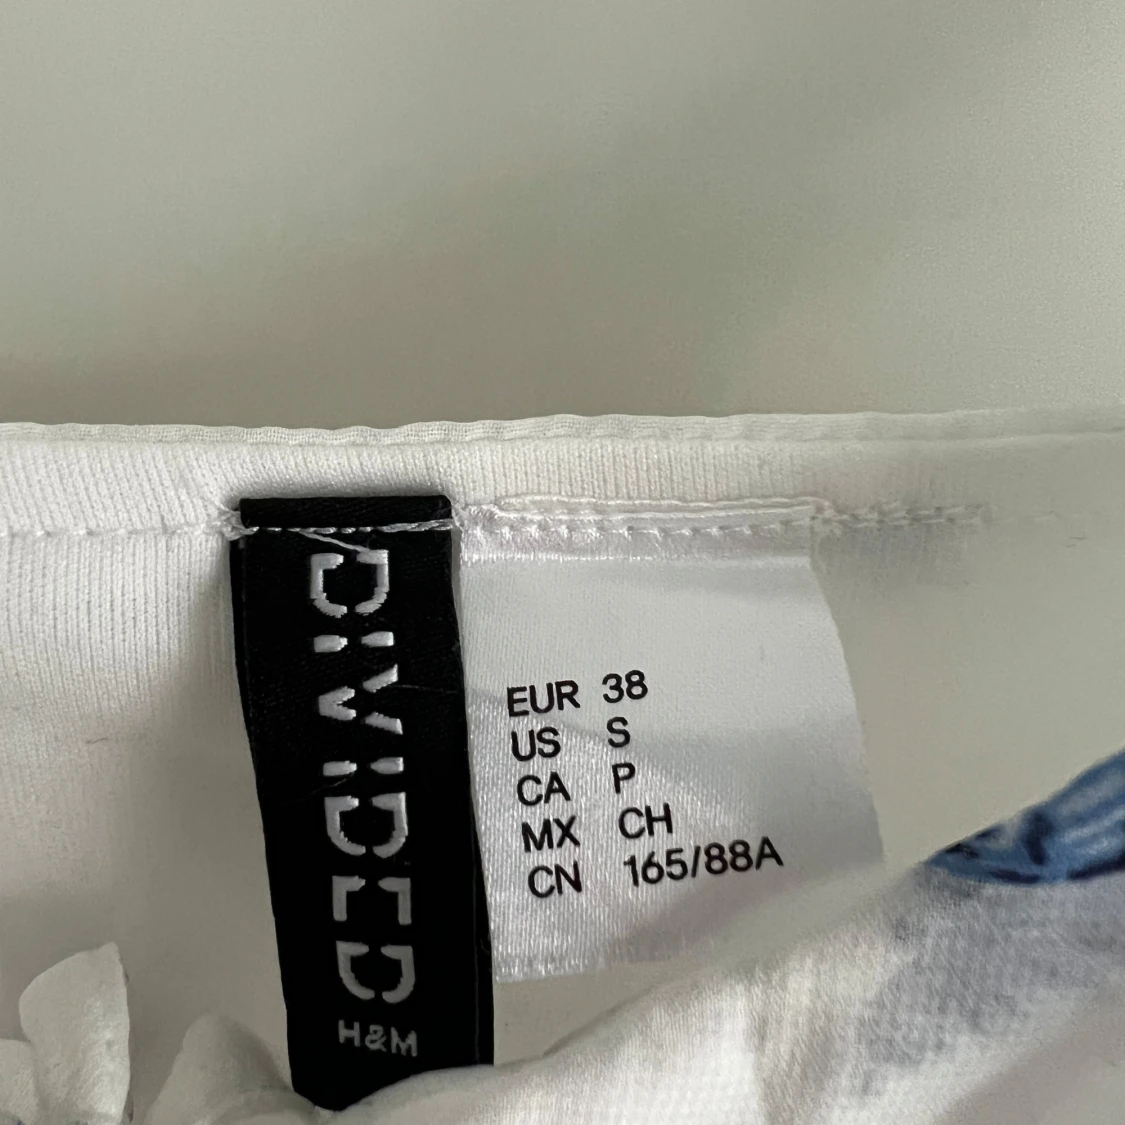 DIVIDED
H&M
EUR 38
US S
CA P
MX CH
CN 165/88A